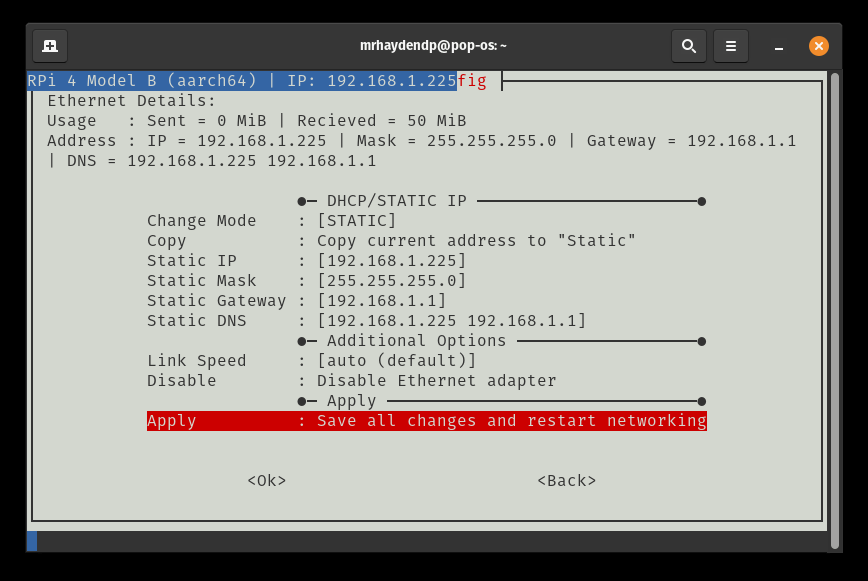 mrhaydendp@pop-os: ~
RPi 4 Model B (aarch64) | IP: 192.168.1.225fig
Ethernet Details:
Usage   : Sent = 0 MiB | Recieved = 50 MiB
Address : IP = 192.168.1.225 | Mask = 255.255.255.0 | Gateway = 192.168.1.1
| DNS = 192.168.1.225 192.168.1.1
DHCP/STATIC IP
Change Mode    : [STATIC]
Copy           : Copy current address to "Static"
Static IP      : [192.168.1.225]
Static Mask    : [255.255.255.0]
Static Gateway : [192.168.1.1]
Static DNS     : [192.168.1.225 192.168.1.1]
Additional Options
Link Speed     : [auto (default)]
Disable        : Disable Ethernet adapter
Apply
Apply          : Save all changes and restart networking
<Ok>                         <Back>